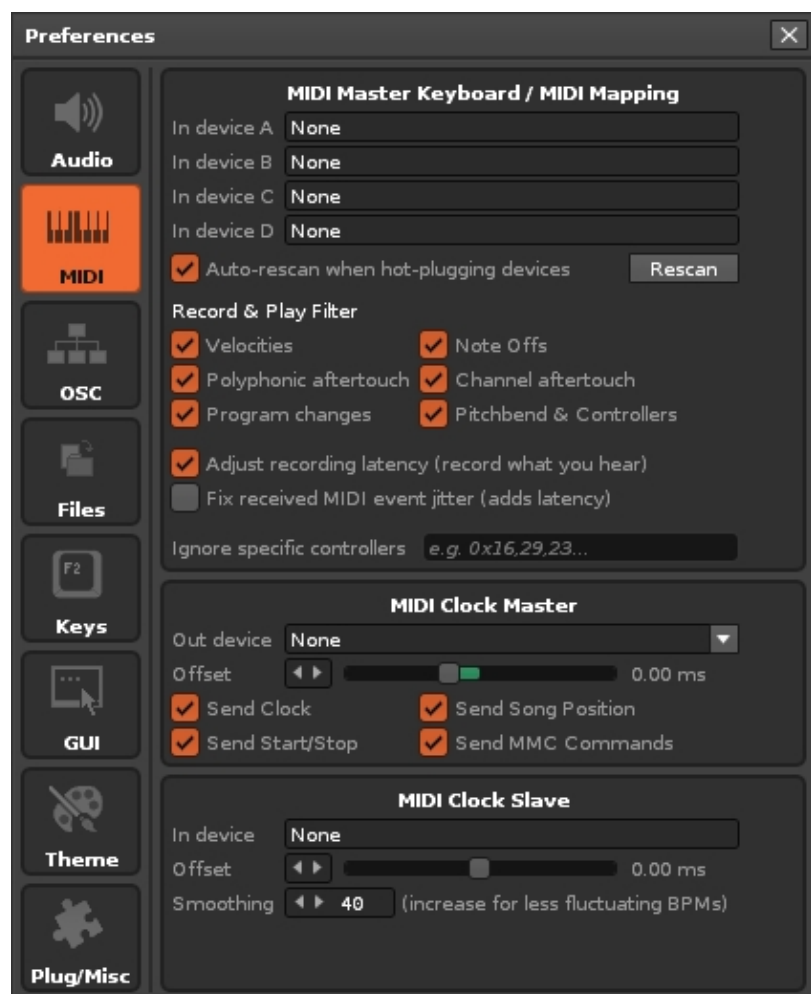 Preferences
Audio
MIDI
OSC
Files
F2
Keys
GUI
Theme
Plug/Misc
MIDI Master Keyboard / MIDI Mapping
In device A None
In device B None
In device C None
In device D None
Auto-rescan when hot-plugging devices Rescan
Record & Play Filter
Velocities Note Offs
Polyphonic aftertouch Channel aftertouch
Program changes Pitchbend & Controllers
Adjust recording latency (record what you hear)
Fix received MIDI event jitter (adds latency)
Ignore specific controllers e.g. 0x16,29,23...
MIDI Clock Master
Out device None
Offset 0.00 ms
Send Clock Send Song Position
Send Start/Stop Send MMC Commands
MIDI Clock Slave
In device None
Offset 0.00 ms
Smoothing 40 (increase for less fluctuating BPMs)